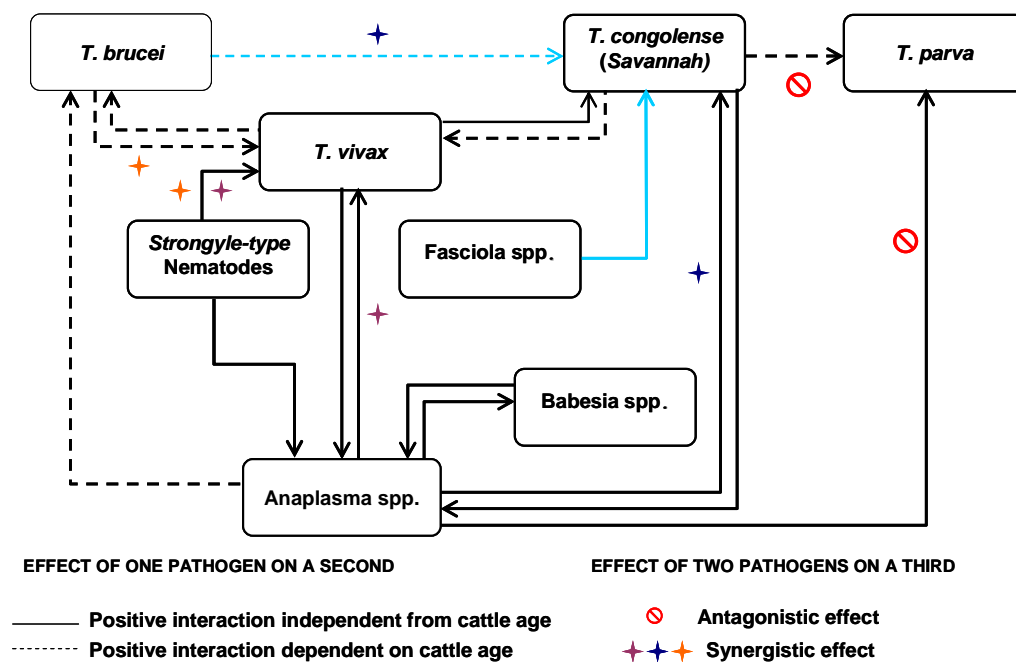 T. brucei
T. congolense
(Savannah)
T. parva
T. vivax
Strongyle-type
Nematodes
Fasciola spp.
Babesia spp.
Anaplasma spp.
EFFECT OF ONE PATHOGEN ON A SECOND
EFFECT OF TWO PATHOGENS ON A THIRD
Positive interaction independent from cattle age
Antagonistic effect
Positive interaction dependent on cattle age
Synergistic effect